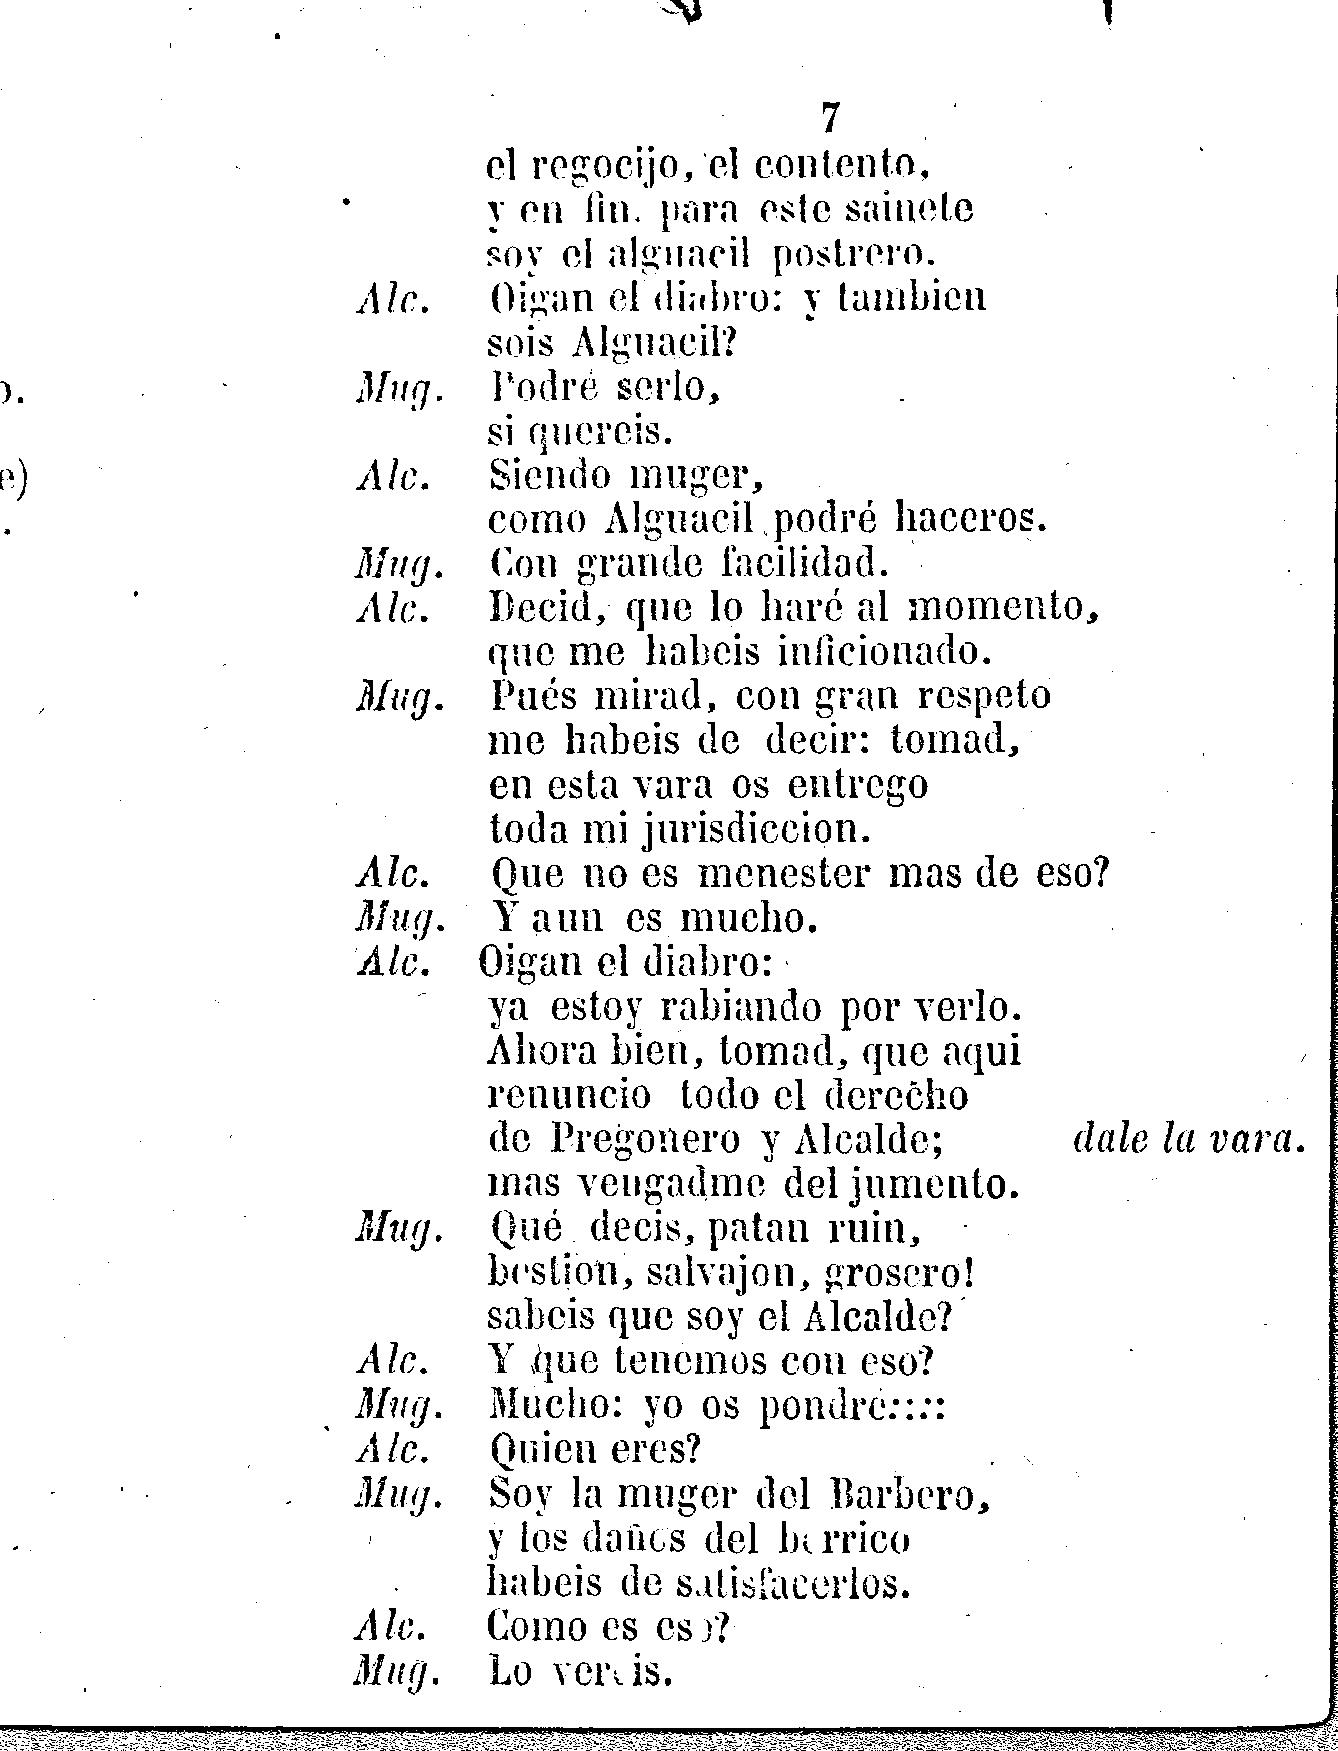 7
el regocijo, el contento,
y en fin. para este sainete
soy el alguacil postrero.
Alc. Oigan el diabro: y tambien
sois Alguacil?
Mug. Podré serlo,
si quereis.
Alc. Siendo muger,
como Alguacil podré haceros.
Mug. Con grande facilidad.
Alc. Decid, que lo haré al momento,
que me habeis inficionado.
Mug. Pués mirad, con gran respeto
me habeis de decir: tomad,
en esta vara os entrego
toda mi jurisdiccion.
Alc. Que no es menester mas de eso?
Mug. Y aun es mucho.
Alc. Oigan el diabro:
ya estoy rabiando por verlo.
Ahora bien, tomad, que aqui
renuncio todo el derecho
de Pregonero y Alcalde; dale la vara.
mas vengadme del jumento.
Mug. Qué decis, patan ruin,
bestion, salvajon, grosero!
sabeis que soy el Alcalde?
Alc. Y que tenemos con eso?
Mug. Mucho: yo os pondré::::
Alc. Quien eres?
Mug. Soy la muger del Barbero,
y los daños del borrico
habeis de satisfacerlos.
Alc. Como es eso?
Mug. Lo vereis.